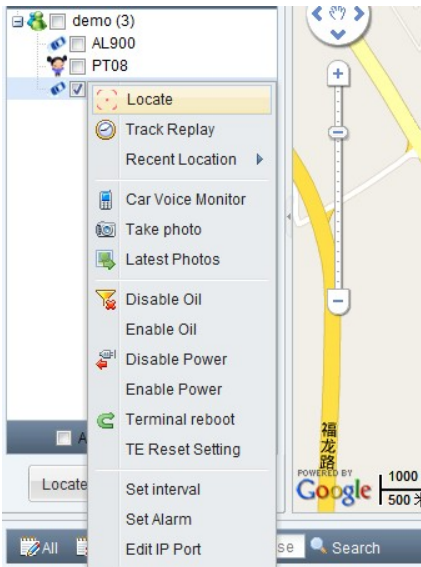 demo (3)
AL900
PT08
Locate
Track Replay
Recent Location
Car Voice Monitor
Take photo
Latest Photos
Disable Oil
Enable Oil
Disable Power
Enable Power
Terminal reboot
TE Reset Setting
Set interval
Set Alarm
Edit IP Port
A
Locate
All
se
Search
福龙路
POWERED BY
Google
1000
500 米